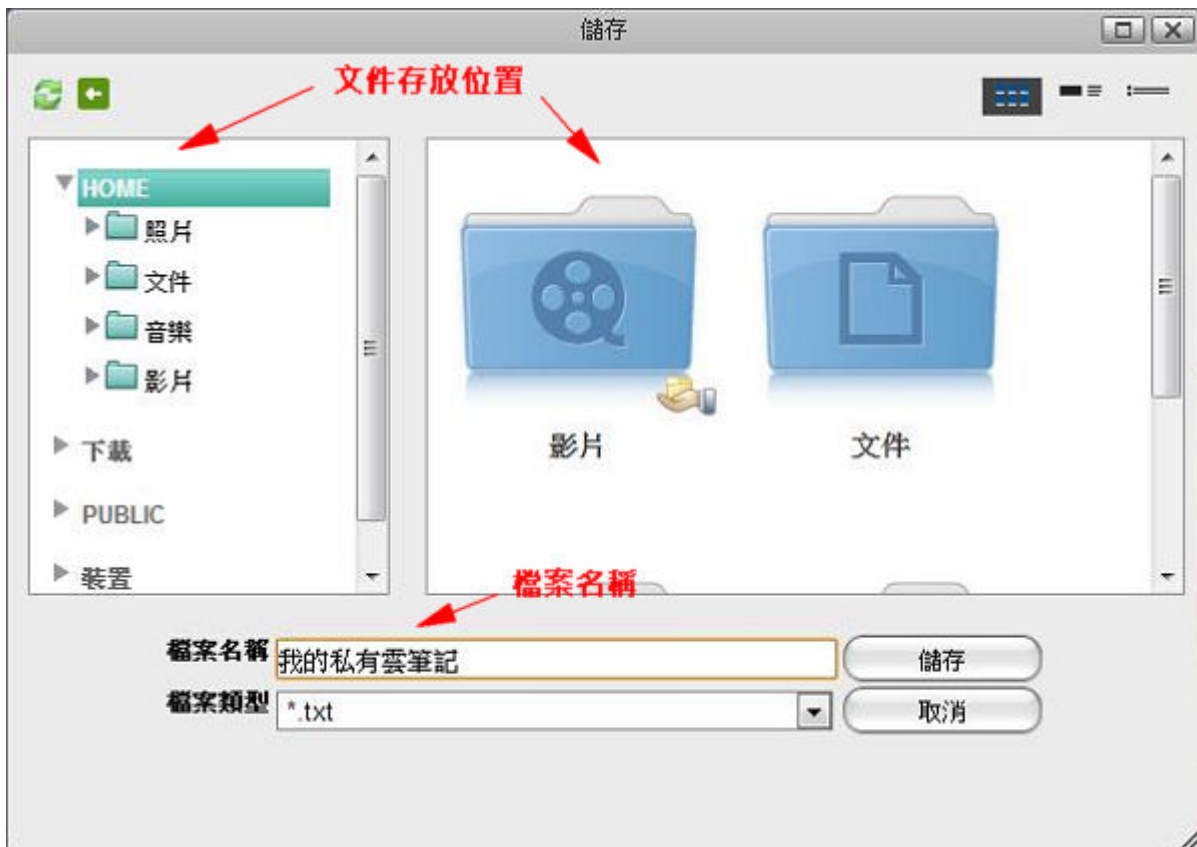 儲存
文件存放位置
HOME
照片
文件
音樂
影片
下載
PUBLIC
裝置
影片
文件
檔案名稱
檔案名稱
我的私有雲筆記
儲存
檔案類型
*.txt
取消